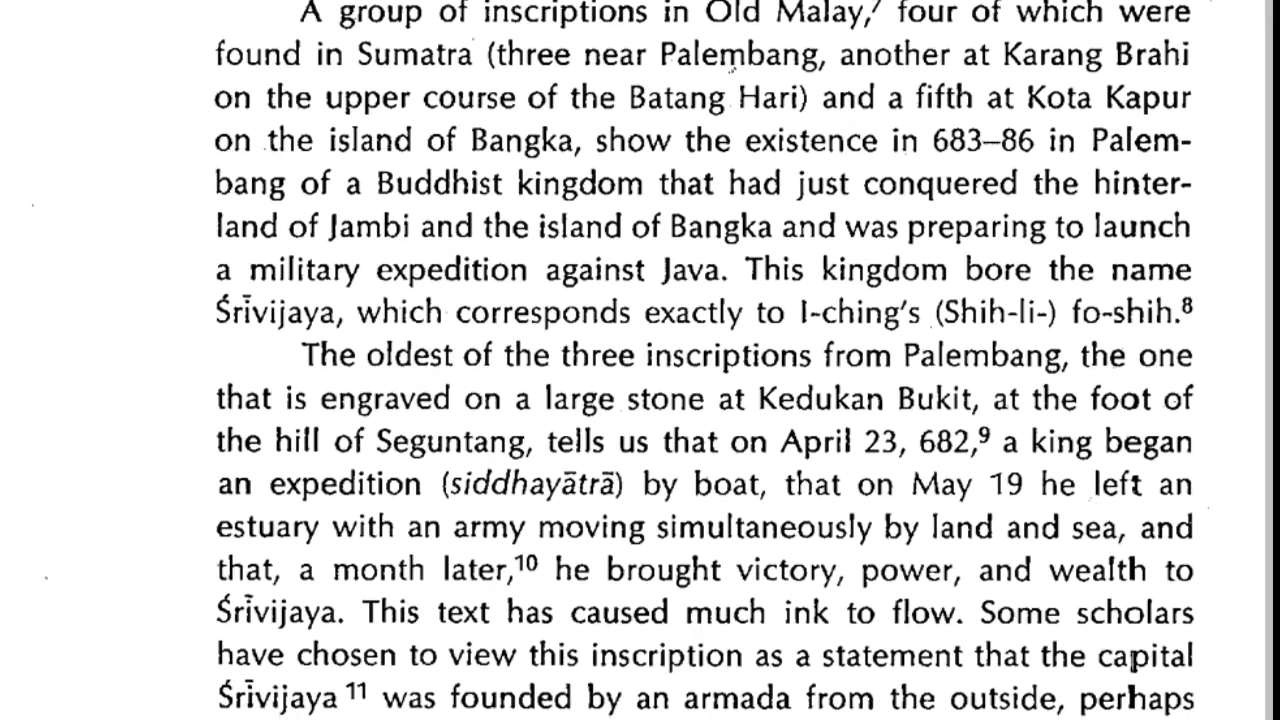 A group of inscriptions in Old Malay,⁷ four of which were
found in Sumatra (three near Palembang, another at Karang Brahi
on the upper course of the Batang Hari) and a fifth at Kota Kapur
on the island of Bangka, show the existence in 683–86 in Palem-
bang of a Buddhist kingdom that had just conquered the hinter-
land of Jambi and the island of Bangka and was preparing to launch
a military expedition against Java. This kingdom bore the name
Śrīvijaya, which corresponds exactly to I-ching's (Shih-li-) fo-shih.⁸
The oldest of the three inscriptions from Palembang, the one
that is engraved on a large stone at Kedukan Bukit, at the foot of
the hill of Seguntang, tells us that on April 23, 682,⁹ a king began
an expedition (siddhayātrā) by boat, that on May 19 he left an
estuary with an army moving simultaneously by land and sea, and
that, a month later,¹⁰ he brought victory, power, and wealth to
Śrīvijaya. This text has caused much ink to flow. Some scholars
have chosen to view this inscription as a statement that the capital
Śrīvijaya ¹¹ was founded by an armada from the outside, perhaps